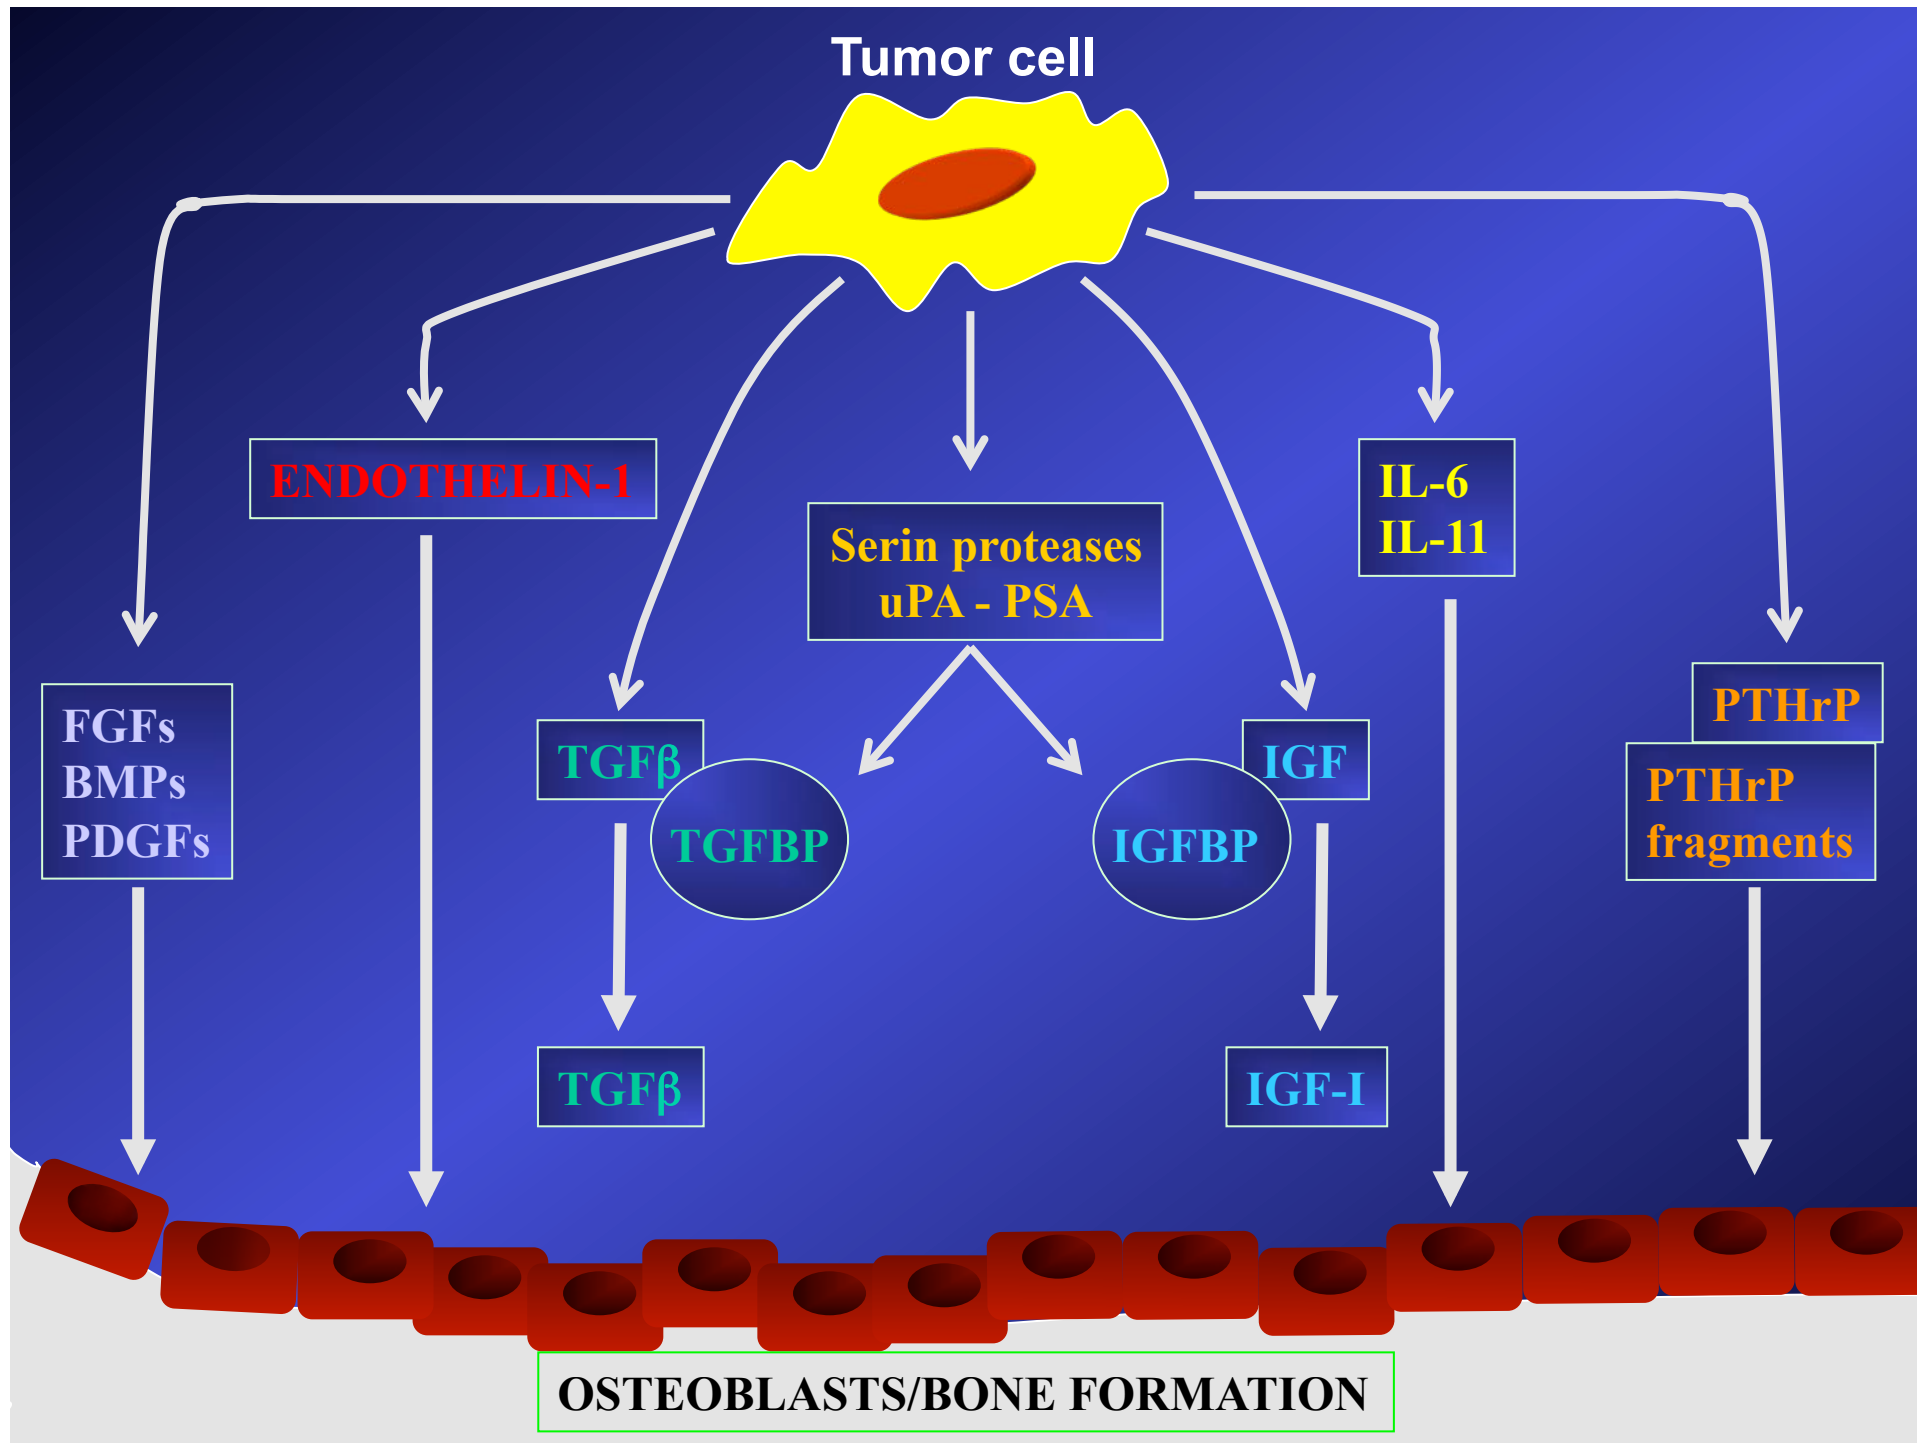 Tumor cell
ENDOTHELIN-1
IL-6
IL-11
Serin proteases
uPA - PSA
FGFs
BMPs
PDGFs
TGFβ
TGFBP
IGF
IGFBP
PTHrP
PTHrP
fragments
TGFβ
IGF-I
OSTEOBLASTS/BONE FORMATION